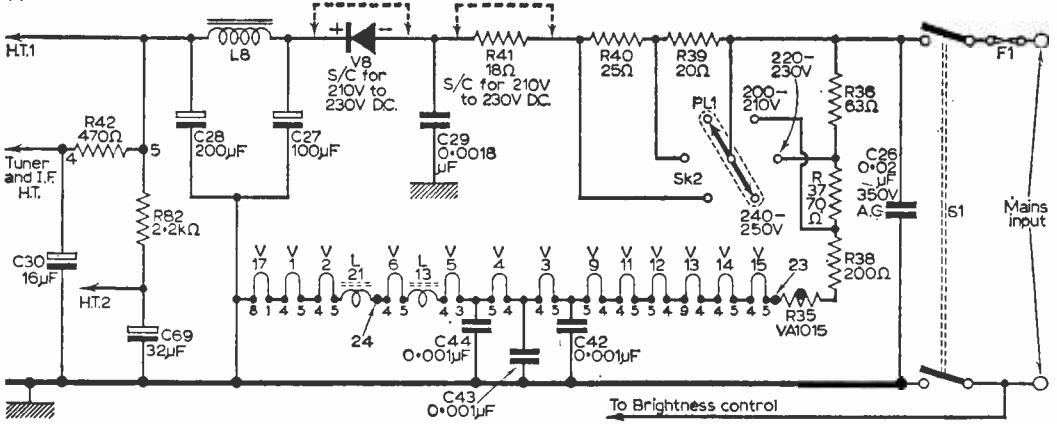 H.T.1
L8
+ V8 -
S/C for
210V to
230V DC.
R41
18Ω
S/C for 210V
to 230V DC.
R40
25Ω
R39
20Ω
220-
230V
200-
210V
PL1
Sk2
240-
250V
R36
63Ω
C26
0·02
μF
350V
A.C
R
37
70
Ω
R38
200Ω
F1
S1
Mains
input
R42
470Ω
4
5
Tuner
and I.F.
H.T.
C28
200μF
C27
100μF
C29
0·0018
μF
R82
2·2kΩ
C30
16μF
H.T.2
C69
32μF
V
17
V
1
V
2
L
21
V
6
L
13
V
5
V
4
V
3
V
9
V
11
V
12
V
13
V
14
V
15
23
8 1 4 5 4 5 4 5 4 3 4 5 4 5 4 5 4 5 4 5 4 9 4 5 4 5
R35
VA1015
24
C44
0·001μF
C43
0·001μF
C42
0·001μF
To Brightness control